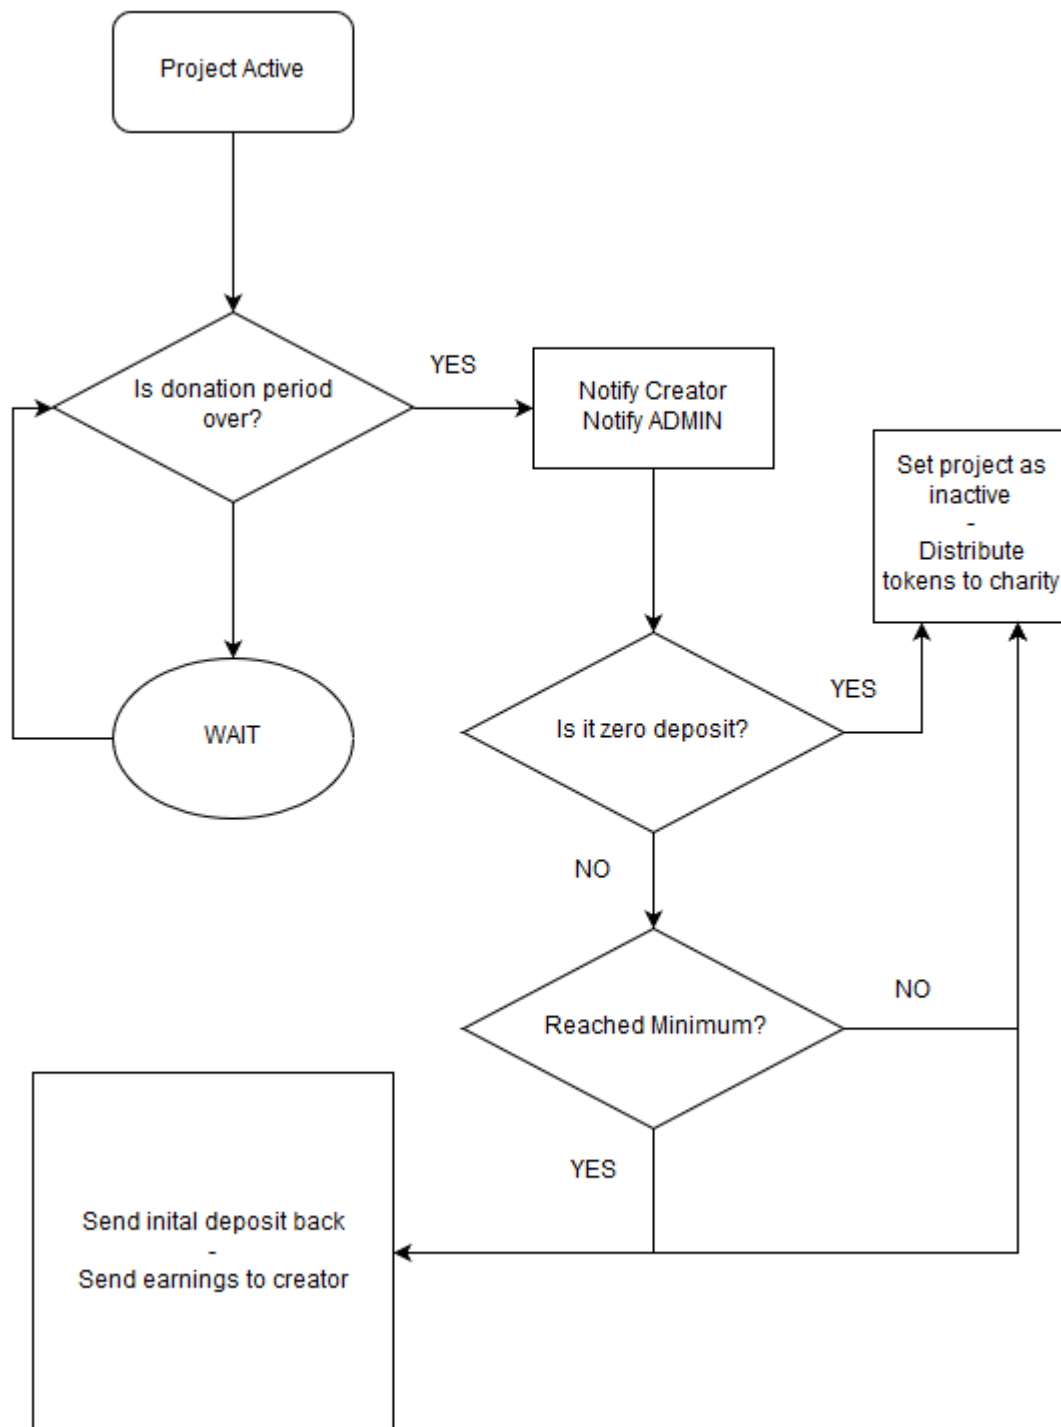 Project Active
Is donation period
over?
YES
Notify Creator
Notify ADMIN
Set project as
inactive
-
Distribute
tokens to charity
WAIT
Is it zero deposit?
YES
NO
Reached Minimum?
NO
YES
Send inital deposit back
-
Send earnings to creator